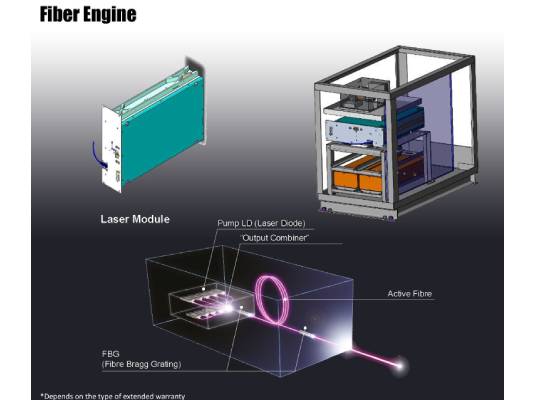 Fiber Engine
Laser Module
Pump LD (Laser Diode)
"Output Combiner"
Active Fibre
FBG
(Fibre Bragg Grating)
*Depends on the type of extended warranty